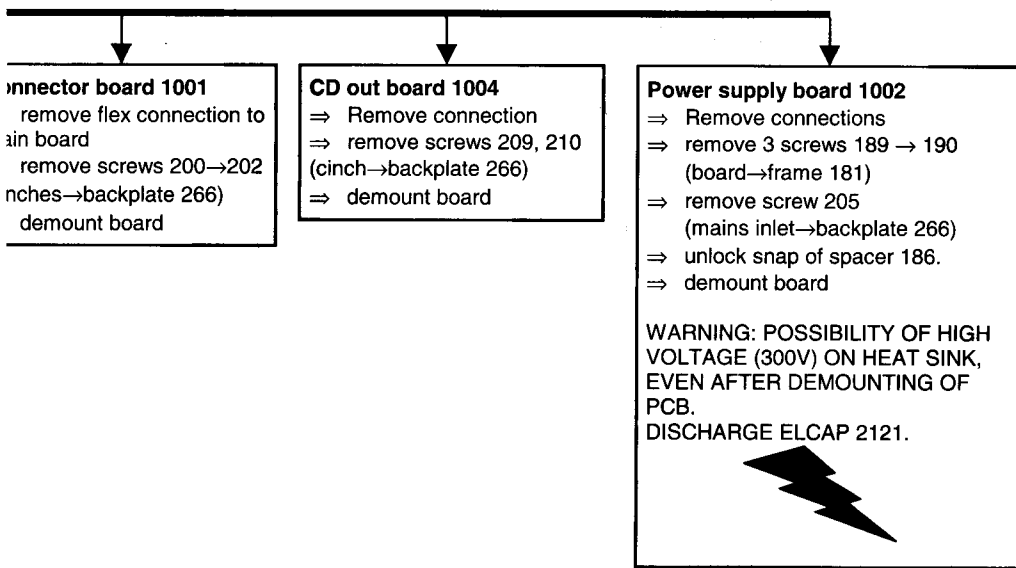 onnector board 1001
remove flex connection to
ain board
remove screws 200→202
nches→backplate 266)
demount board
CD out board 1004
⇒ Remove connection
⇒ remove screws 209, 210
(cinch→backplate 266)
⇒ demount board
Power supply board 1002
⇒ Remove connections
⇒ remove 3 screws 189 → 190
(board→frame 181)
⇒ remove screw 205
(mains inlet→backplate 266)
⇒ unlock snap of spacer 186.
⇒ demount board
WARNING: POSSIBILITY OF HIGH
VOLTAGE (300V) ON HEAT SINK,
EVEN AFTER DEMOUNTING OF
PCB.
DISCHARGE ELCAP 2121.